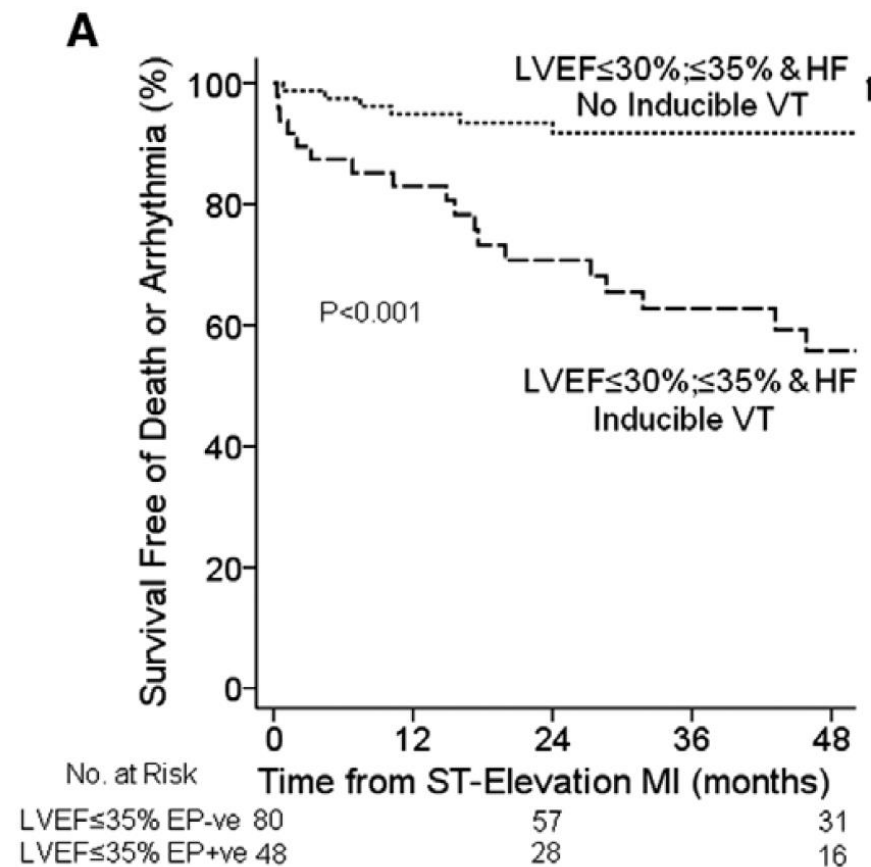 A
Survival Free of Death or Arrhythmia (%)
100
80
60
40
20
0
LVEF≤30%;≤35% & HF
No Inducible VT
P<0.001
LVEF≤30%;≤35% & HF
Inducible VT
0 12 24 36 48
No. at Risk
Time from ST-Elevation MI (months)
LVEF≤35% EP-ve 80 57 31
LVEF≤35% EP+ve 48 28 16